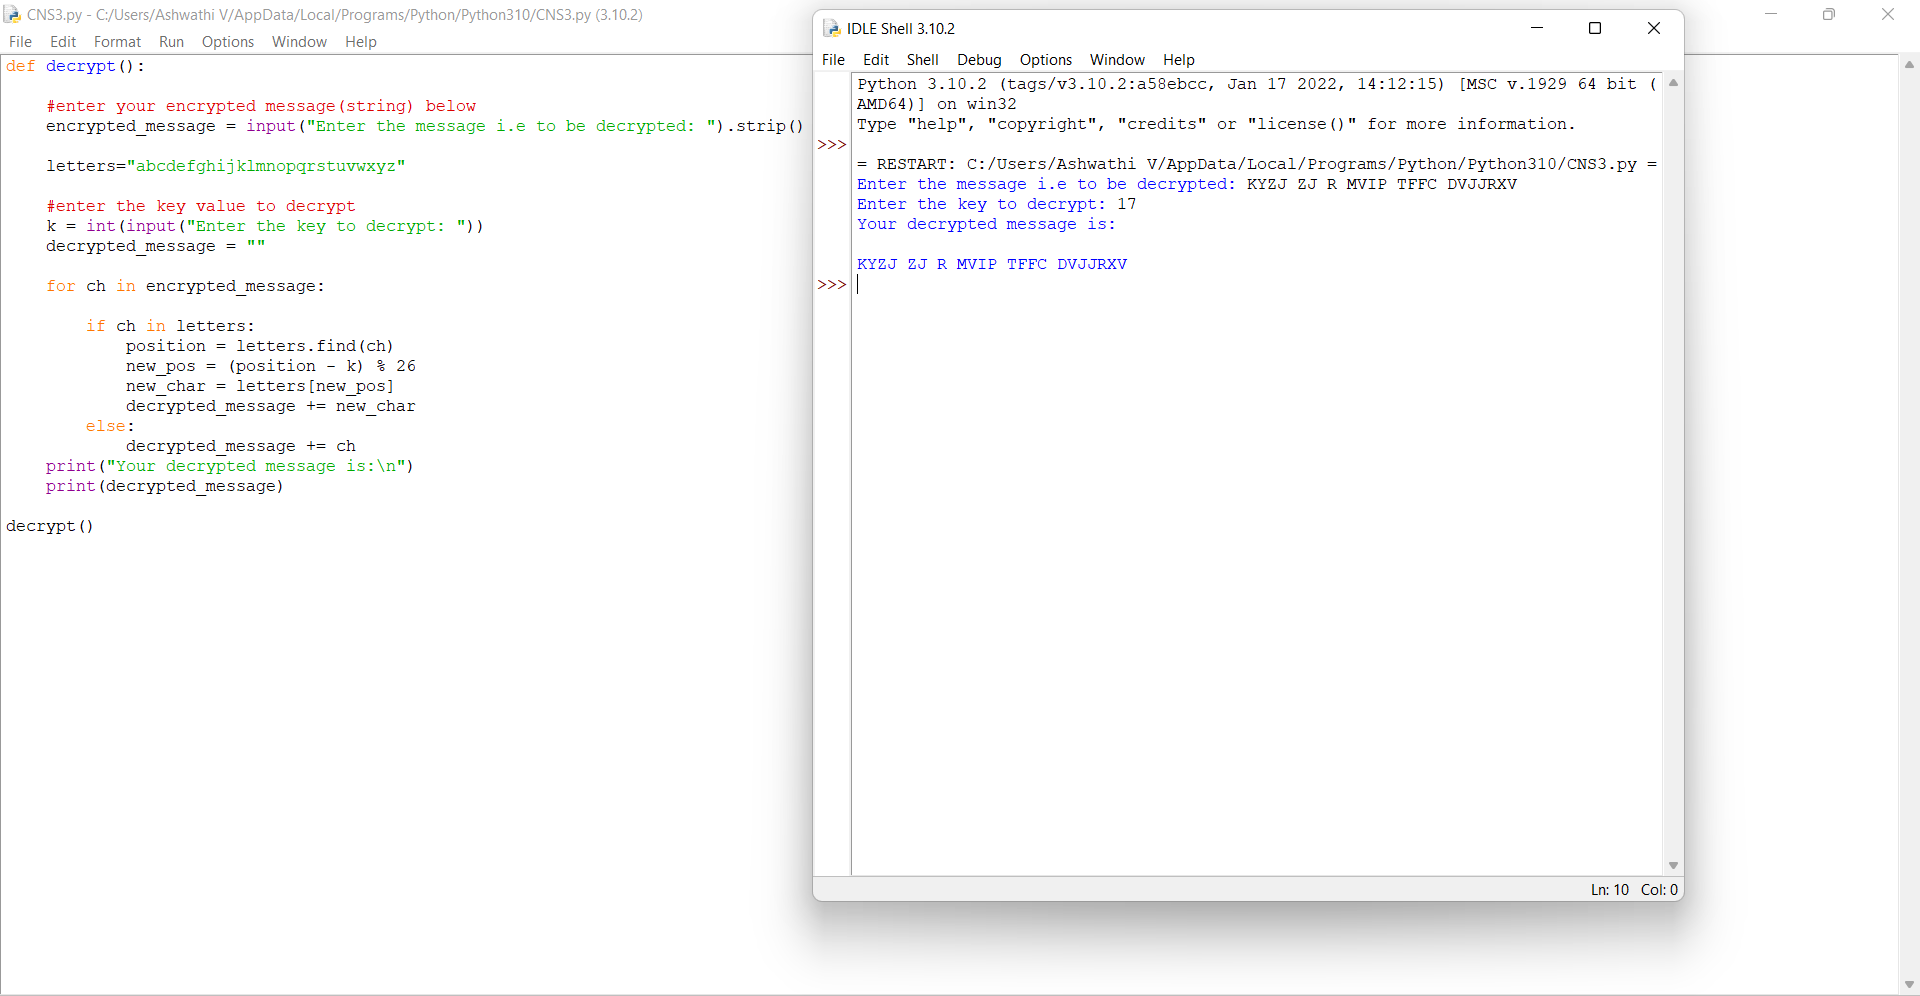 CNS3.py - C:/Users/Ashwathi V/AppData/Local/Programs/Python/Python310/CNS3.py (3.10.2)
File Edit Format Run Options Window Help
def decrypt():
    #enter your encrypted message(string) below
    encrypted_message = input("Enter the message i.e to be decrypted: ").strip()
    letters="abcdefghijklmnopqrstuvwxyz"
    #enter the key value to decrypt
    k = int(input("Enter the key to decrypt: "))
    decrypted_message = ""
    for ch in encrypted_message:
        if ch in letters:
            position = letters.find(ch)
            new_pos = (position - k) % 26
            new_char = letters[new_pos]
            decrypted_message += new_char
        else:
            decrypted_message += ch
    print("Your decrypted message is:\n")
    print(decrypted_message)
decrypt()
IDLE Shell 3.10.2
File Edit Shell Debug Options Window Help
Python 3.10.2 (tags/v3.10.2:a58ebcc, Jan 17 2022, 14:12:15) [MSC v.1929 64 bit (
AMD64)] on win32
Type "help", "copyright", "credits" or "license()" for more information.
>>>
= RESTART: C:/Users/Ashwathi V/AppData/Local/Programs/Python/Python310/CNS3.py =
Enter the message i.e to be decrypted: KYZJ ZJ R MVIP TFFC DVJJRXV
Enter the key to decrypt: 17
Your decrypted message is:
KYZJ ZJ R MVIP TFFC DVJJRXV
>>>
Ln: 10 Col: 0